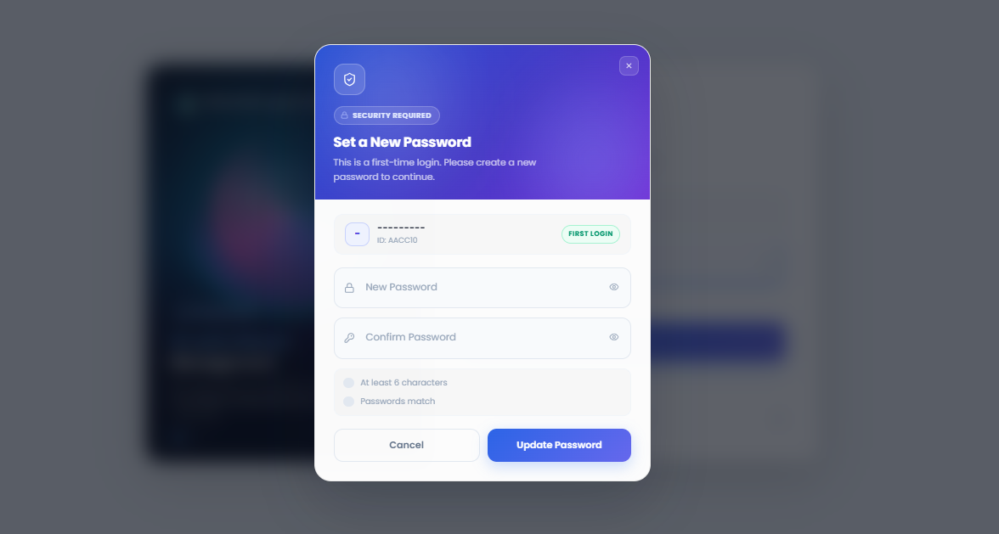 SECURITY REQUIRED
Set a New Password
This is a first-time login. Please create a new
password to continue.
-
---------
ID: AACC10
FIRST LOGIN
New Password
Confirm Password
At least 6 characters
Passwords match
Cancel
Update Password